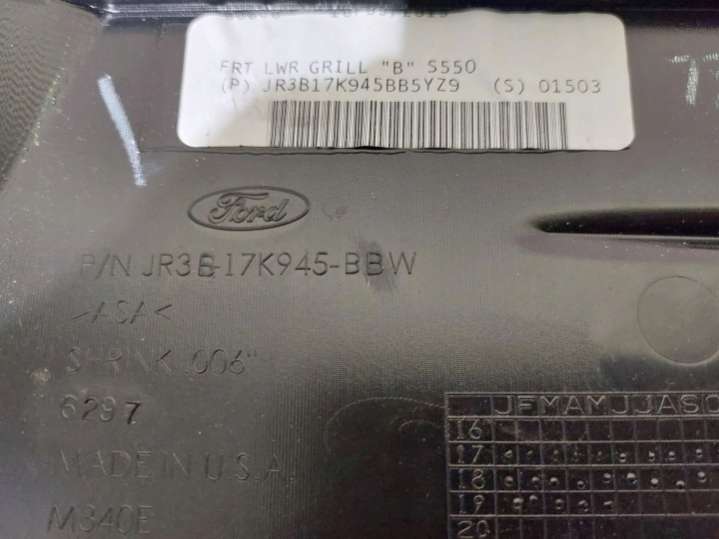 FRT LWR GRILL "B" S550
(P) JR3B17K945BB5YZ9 (S) 01503
Ford
P/N JR3B-17K945-BBW
>ASA<
SHRINK .006"
6297
MADE IN U.S.A.
M340E
JFMAMJJASO
16
17
18
19
20